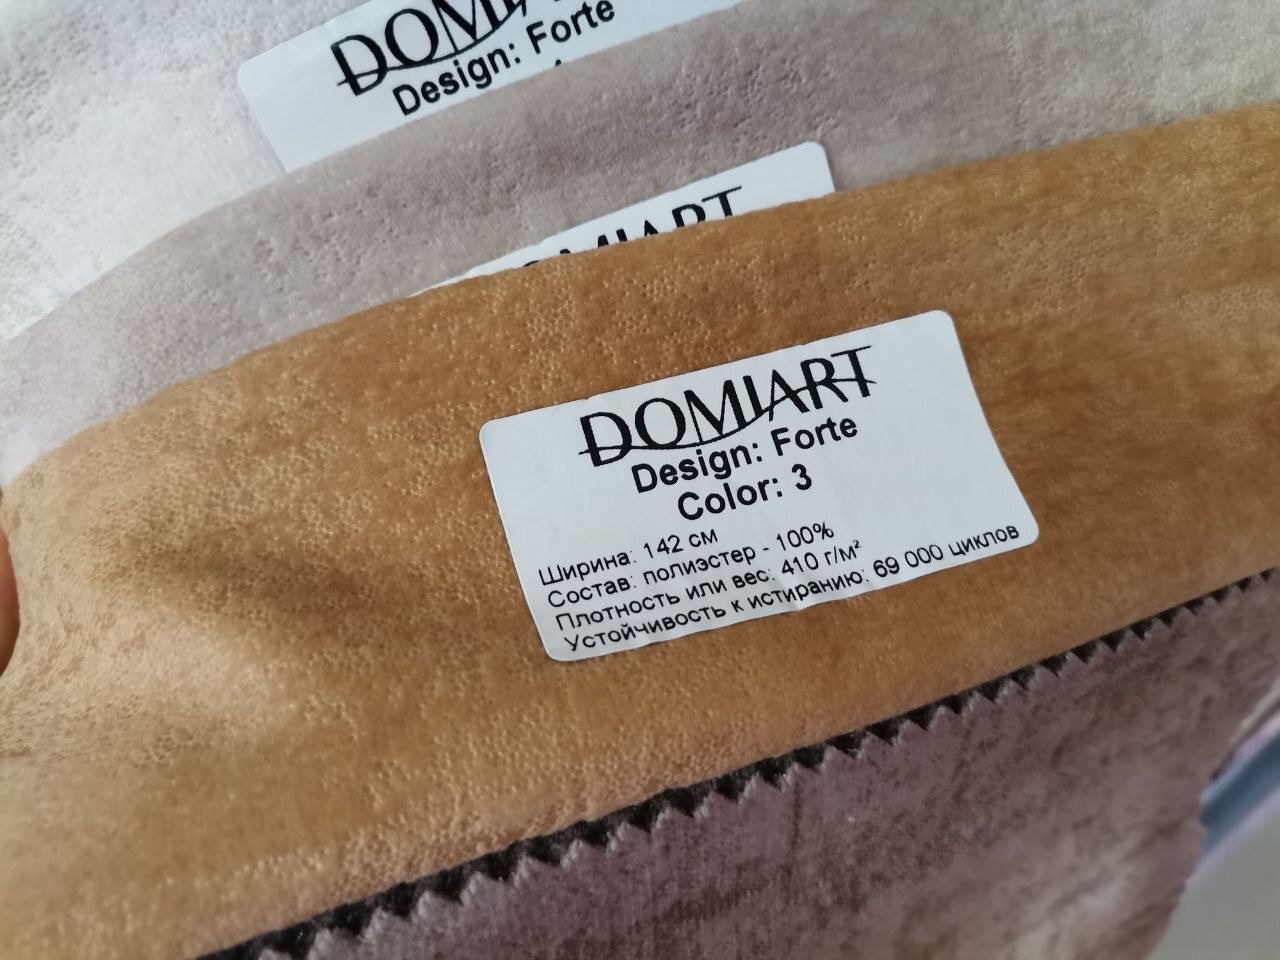 DOMIART
Design: Forte
DOMIART
DOMIART
Design: Forte
Color: 3
Ширина: 142 см
Состав: полиэстер - 100%
Плотность или вес: 410 г/м²
Устойчивость к истиранию: 69 000 циклов